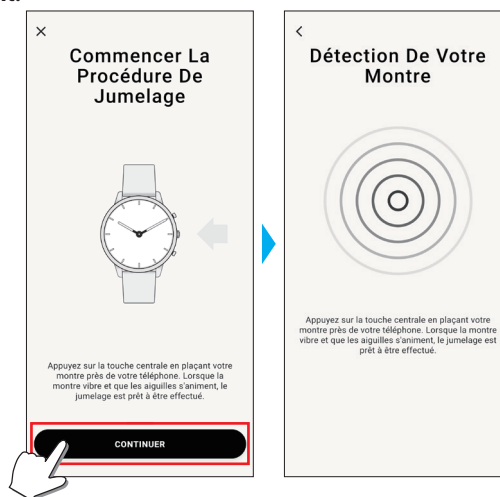 Commencer La
Procédure De
Jumelage
Appuyez sur la touche centrale en plaçant votre
montre près de votre téléphone. Lorsque la
montre vibre et que les aiguilles s'animent, le
jumelage est prêt à être effectué.
CONTINUER
Détection De Votre
Montre
Appuyez sur la touche centrale en plaçant votre
montre près de votre téléphone. Lorsque la montre
vibre et que les aiguilles s'animent, le jumelage est
prêt à être effectué.